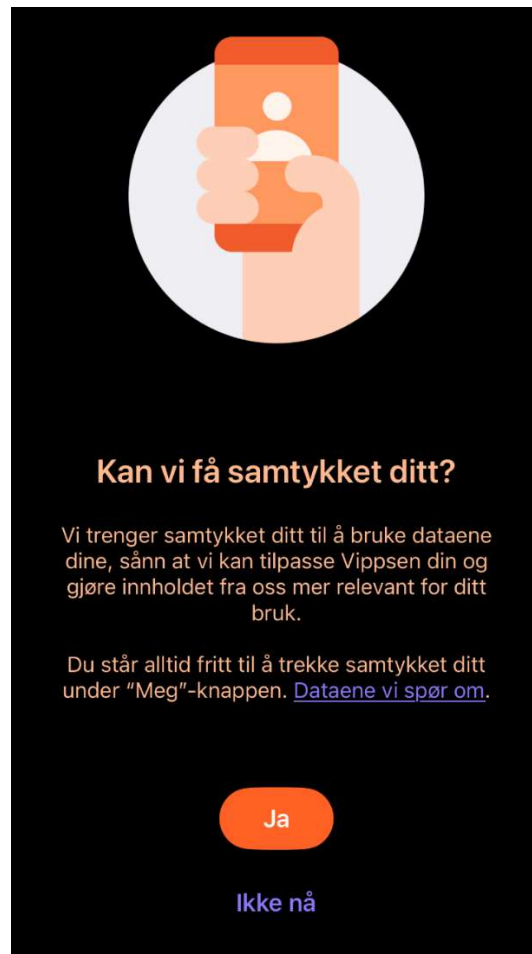 Kan vi få samtykket ditt?
Vi trenger samtykket ditt til å bruke dataene
dine, sånn at vi kan tilpasse Vippsen din og
gjøre innholdet fra oss mer relevant for ditt
bruk.
Du står alltid fritt til å trekke samtykket ditt
under “Meg”-knappen. Dataene vi spør om.
Ja
Ikke nå